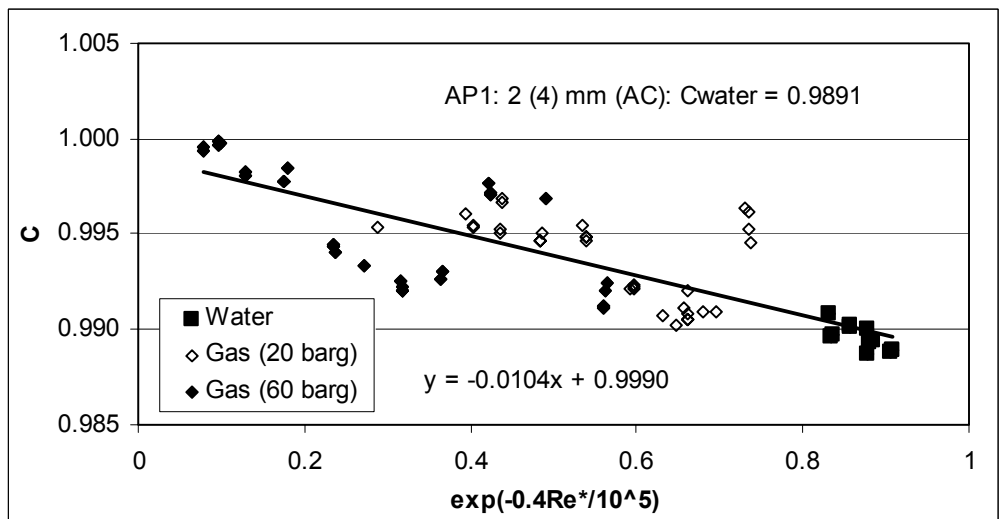 1.005
AP1: 2 (4) mm (AC): Cwater = 0.9891
1.000
C
0.995
0.990
Water
Gas (20 barg)
Gas (60 barg)
y = -0.0104x + 0.9990
0.985
0 0.2 0.4 0.6 0.8 1
exp(-0.4Re*/10^5)